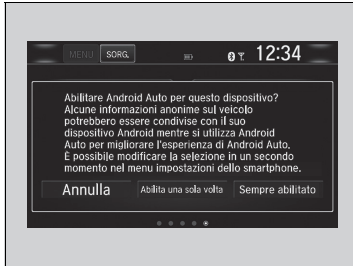 MENU SORG. 12:34
Abilitare Android Auto per questo dispositivo?
Alcune informazioni anonime sul veicolo
potrebbero essere condivise con il suo
dispositivo Android mentre si utilizza Android
Auto per migliorare l'esperienza di Android Auto.
È possibile modificare la selezione in un secondo
momento nel menu impostazioni dello smartphone.
Annulla Abilita una sola volta Sempre abilitato